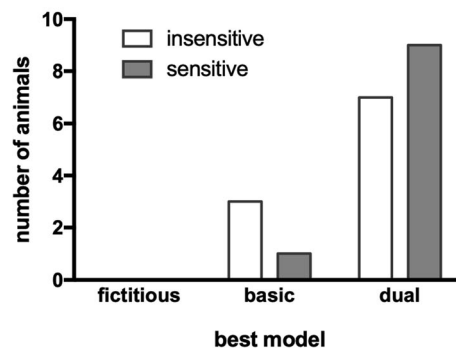 10
8
6
4
2
0
number of animals
insensitive
sensitive
fictitious basic dual
best model